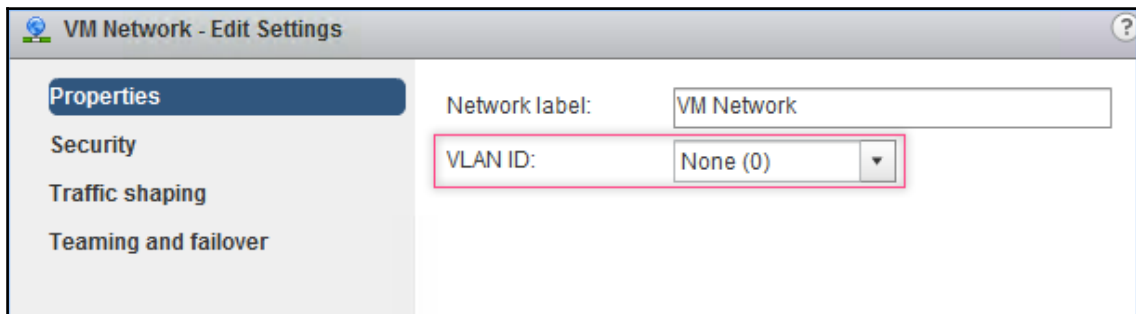 VM Network - Edit Settings
?
Properties
Security
Traffic shaping
Teaming and failover
Network label: VM Network
VLAN ID: None (0)